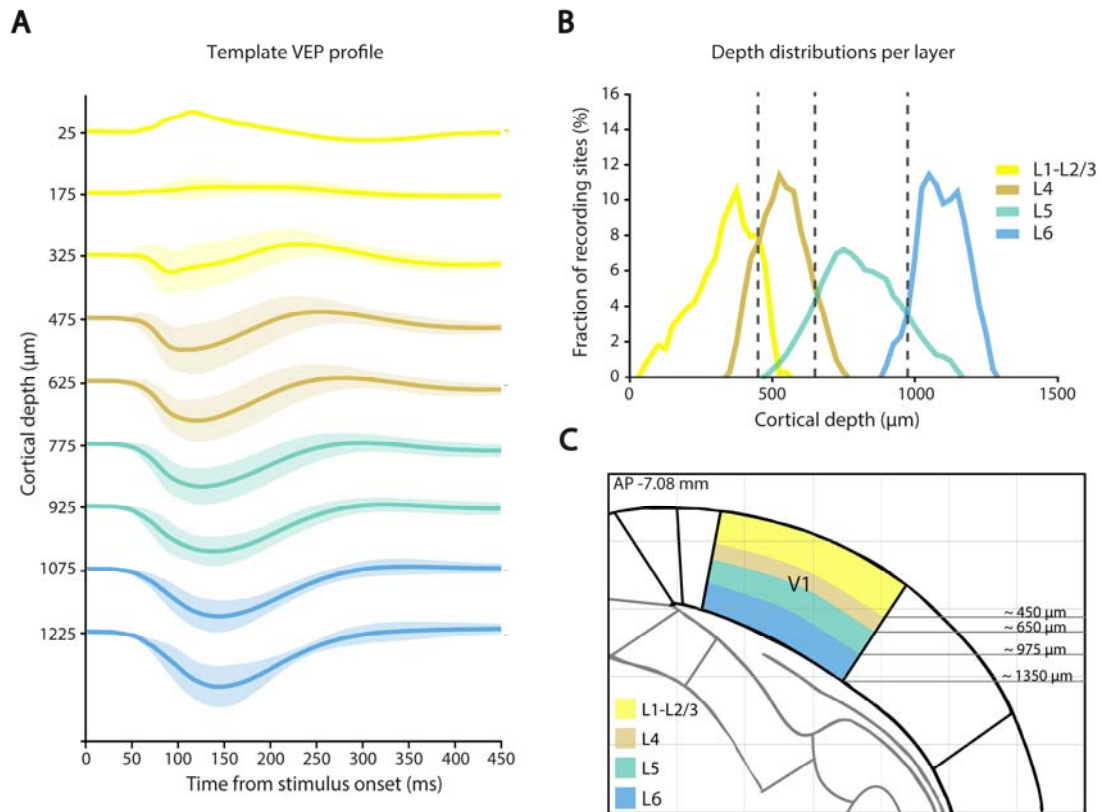 A
Template VEP profile
Cortical depth (μm)
25
175
325
475
625
775
925
1075
1225
0 50 100 150 200 250 300 350 400 450
Time from stimulus onset (ms)
B
Depth distributions per layer
Fraction of recording sites (%)
16
14
12
10
8
6
4
2
0
0 500 1000 1500
Cortical depth (μm)
L1-L2/3
L4
L5
L6
C
AP -7.08 mm
V1
~ 450 μm
~ 650 μm
~ 975 μm
~ 1350 μm
L1-L2/3
L4
L5
L6